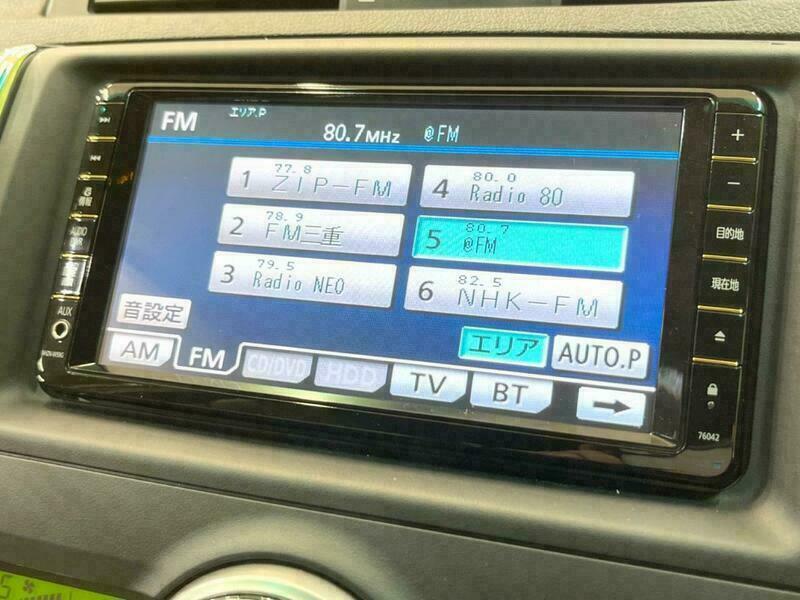 FM エリア.P
80.7MHz @FM
1 77.8 ZIP-FM
4 80.0 Radio 80
2 78.9 FM三重
5 80.7 @FM
3 79.5 Radio NEO
6 82.5 NHK-FM
音設定
エリア AUTO.P
AM FM CD/DVD HDD TV BT
AUX
+
−
目的地
現在地
76042